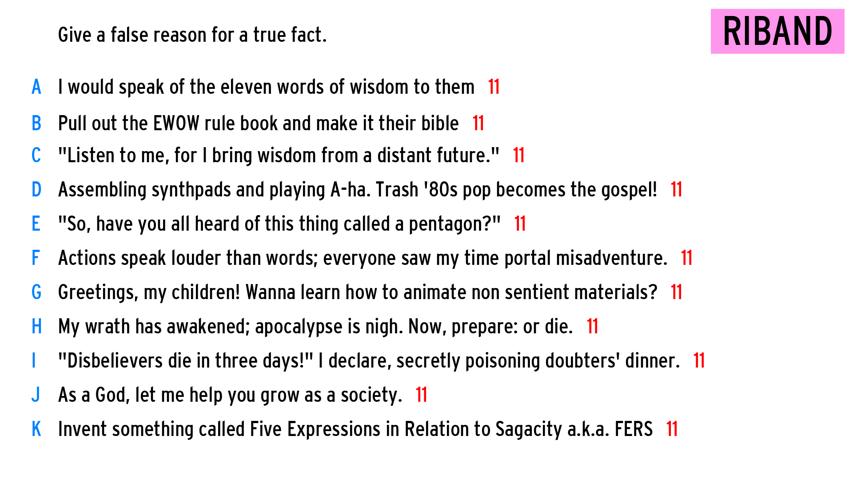 Give a false reason for a true fact.
RIBAND
A I would speak of the eleven words of wisdom to them 11
B Pull out the EWOW rule book and make it their bible 11
C "Listen to me, for I bring wisdom from a distant future." 11
D Assembling synthpads and playing A-ha. Trash '80s pop becomes the gospel! 11
E "So, have you all heard of this thing called a pentagon?" 11
F Actions speak louder than words; everyone saw my time portal misadventure. 11
G Greetings, my children! Wanna learn how to animate non sentient materials? 11
H My wrath has awakened; apocalypse is nigh. Now, prepare: or die. 11
I "Disbelievers die in three days!" I declare, secretly poisoning doubters' dinner. 11
J As a God, let me help you grow as a society. 11
K Invent something called Five Expressions in Relation to Sagacity a.k.a. FERS 11